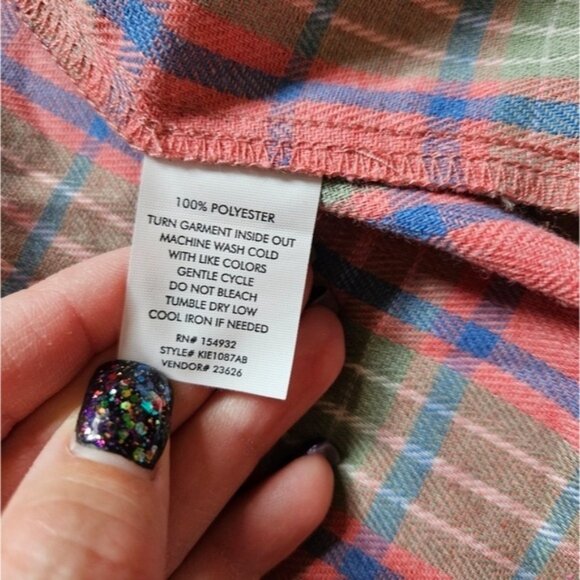 100% POLYESTER
TURN GARMENT INSIDE OUT
MACHINE WASH COLD
WITH LIKE COLORS
GENTLE CYCLE
DO NOT BLEACH
TUMBLE DRY LOW
COOL IRON IF NEEDED
RN# 154932
STYLE# KIE1087AB
VENDOR# 23626